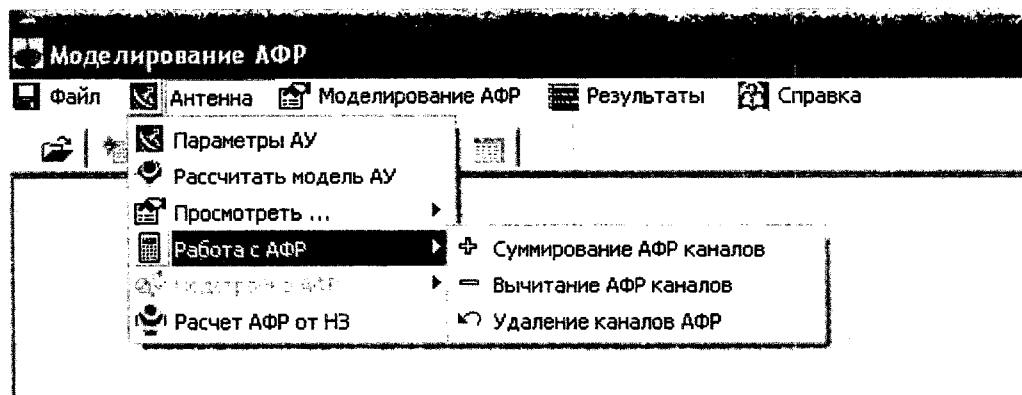 Моделирование АФР
Файл Антенна Моделирование АФР Результаты Справка
Параметры АУ
Рассчитать модель АУ
Просмотреть ...
Работа с АФР
Суммирование АФР каналов
Вычитание АФР каналов
Расчет АФР от НЗ
Удаление каналов АФР